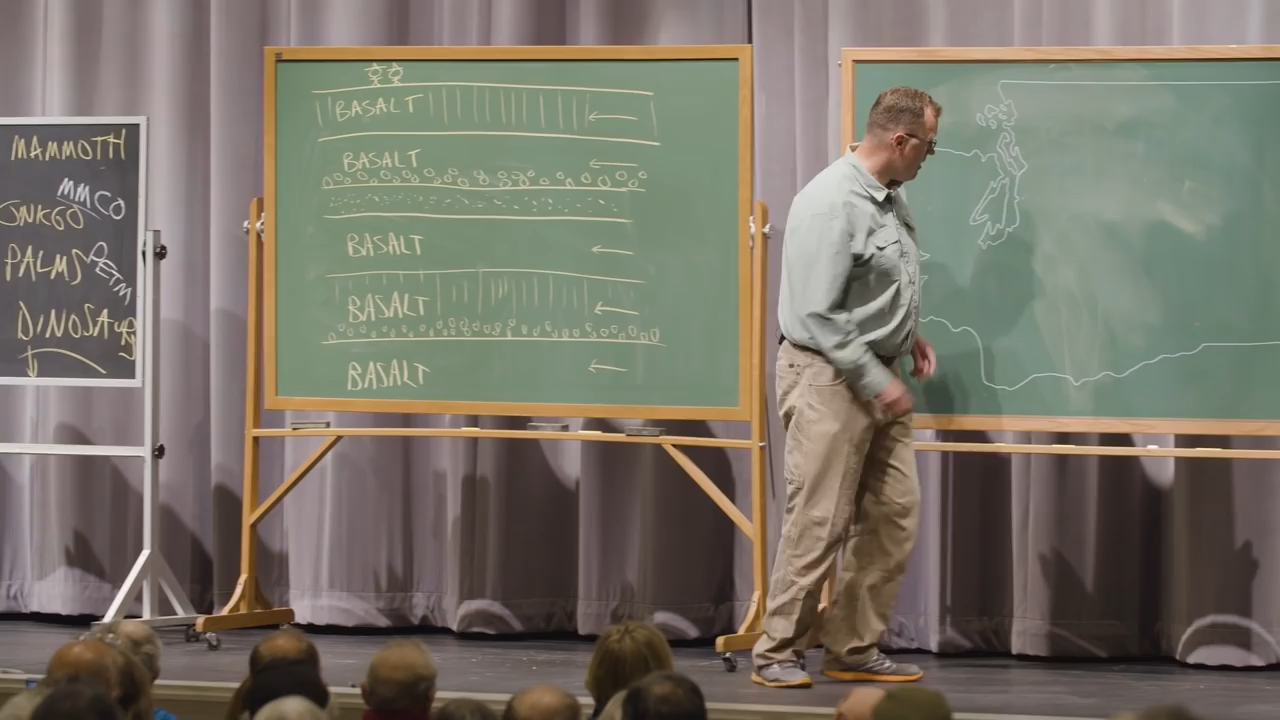 MAMMOTH
MMCO
GINKGO
PALMS
PETM
DINOSAURS
BASALT
BASALT
BASALT
BASALT
BASALT